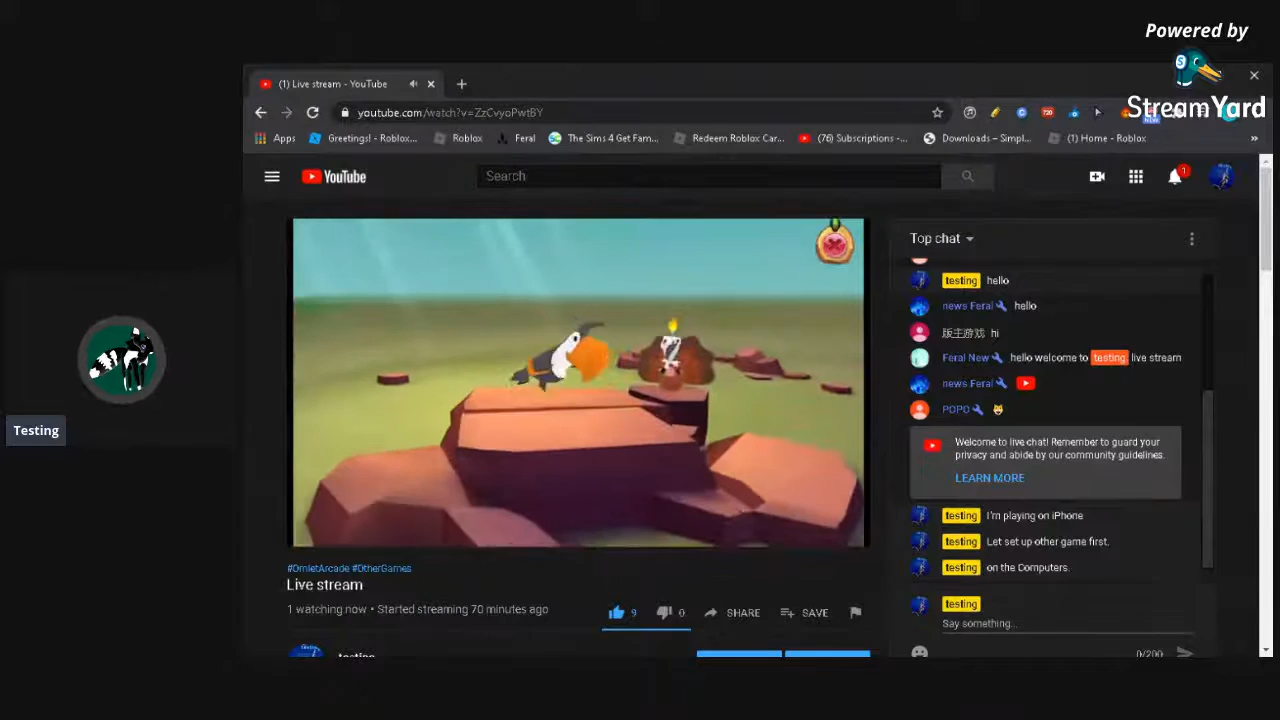 Powered by
StreamYard
(1) Live stream - YouTube
youtube.com/watch?v=ZzCvyoPwtBY
Apps
Greetings! - Roblox...
Roblox
Feral
The Sims 4 Get Fam...
Redeem Roblox Car...
(76) Subscriptions -...
Downloads – Simpl...
(1) Home - Roblox
»
NEW
YouTube
Search
1
Top chat
testing hello
news Feral hello
版主游戏 hi
Feral New hello welcome to testing live stream
news Feral
POPO
Welcome to live chat! Remember to guard your
privacy and abide by our community guidelines.
LEARN MORE
testing I'm playing on iPhone
testing Let set up other game first.
testing on the Computers.
testing
Say something...
0/200
Testing
#OmletArcade #OtherGames
Live stream
1 watching now • Started streaming 70 minutes ago
9
0
SHARE
SAVE
testing